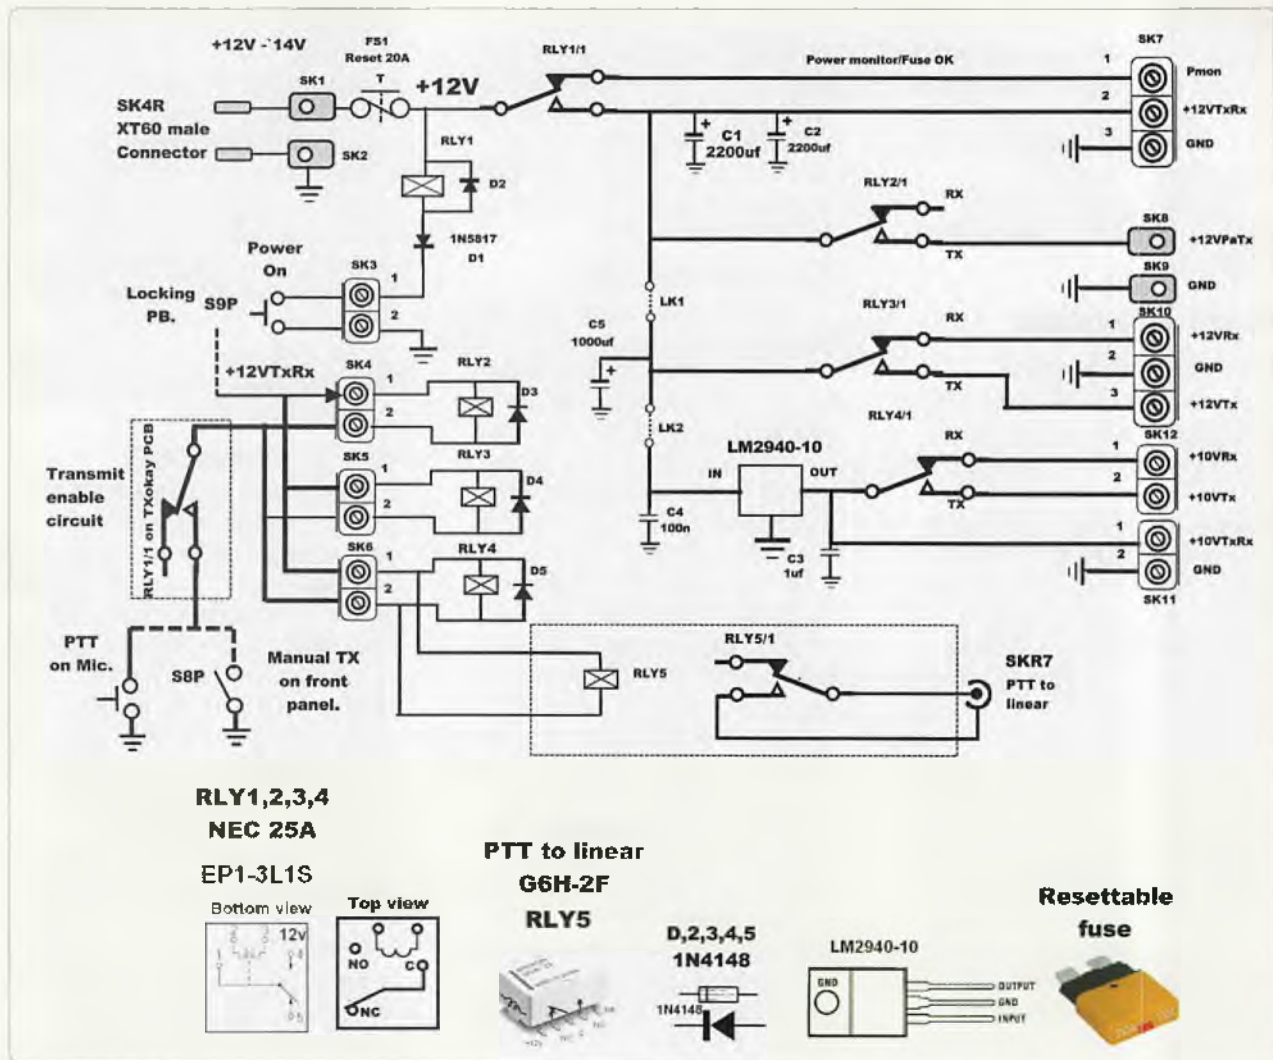 +12V - 14V
FS1
Reset 20A
RLY1/1
SK7
Power monitor/Fuse OK
1
Pmon
SK1
T
+12V
2
+12VTxRx
SK4R
XT60 male
Connector
SK2
RLY1
D2
C1
2200uf
C2
2200uf
3
GND
RLY2/1
RX
TX
SK8
+12VPaTx
SK9
GND
1N5817
D1
Power
On
SK3
1
2
Locking
PB.
S9P
LK1
C5
1000uf
RLY3/1
RX
TX
SK10
1
+12VRx
2
GND
3
+12VTx
+12VTxRx
SK4
1
2
RLY2
D3
RLY1/1 on TXokay PCB
LK2
RLY4/1
SK12
Transmit
enable
circuit
SK5
1
2
RLY3
D4
LM2940-10
IN
OUT
RX
TX
1
+10VRx
2
+10VTx
C4
100n
C3
1uf
SK6
1
2
RLY4
D5
1
+10VTxRx
2
GND
SK11
PTT
on Mic.
S8P
Manual TX
on front
panel.
RLY5
RLY5/1
SKR7
PTT to
linear
RLY1,2,3,4
NEC 25A
EP1-3L1S
Bottom view
12v
1
2
3
4
5
Top view
NO
C
NC
PTT to linear
G6H-2F
RLY5
D,2,3,4,5
1N4148
1N4148
LM2940-10
GND
OUTPUT
GND
INPUT
Resettable
fuse